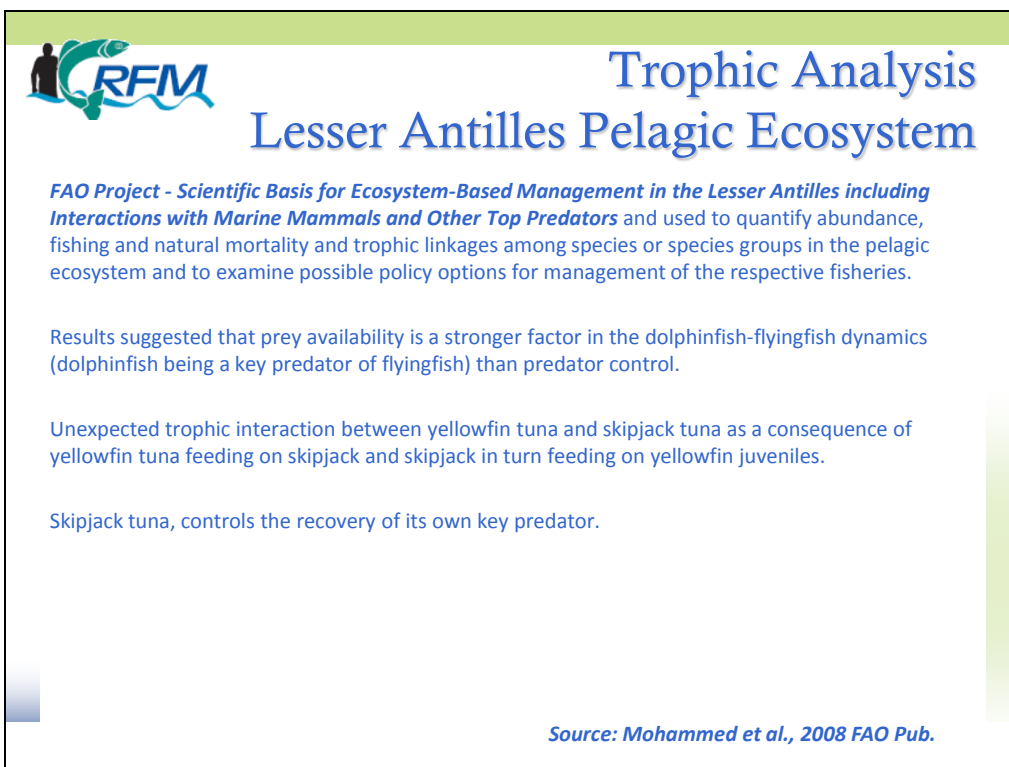 CRFM
Trophic Analysis
Lesser Antilles Pelagic Ecosystem
FAO Project - Scientific Basis for Ecosystem-Based Management in the Lesser Antilles including
Interactions with Marine Mammals and Other Top Predators and used to quantify abundance,
fishing and natural mortality and trophic linkages among species or species groups in the pelagic
ecosystem and to examine possible policy options for management of the respective fisheries.
Results suggested that prey availability is a stronger factor in the dolphinfish-flyingfish dynamics
(dolphinfish being a key predator of flyingfish) than predator control.
Unexpected trophic interaction between yellowfin tuna and skipjack tuna as a consequence of
yellowfin tuna feeding on skipjack and skipjack in turn feeding on yellowfin juveniles.
Skipjack tuna, controls the recovery of its own key predator.
Source: Mohammed et al., 2008 FAO Pub.